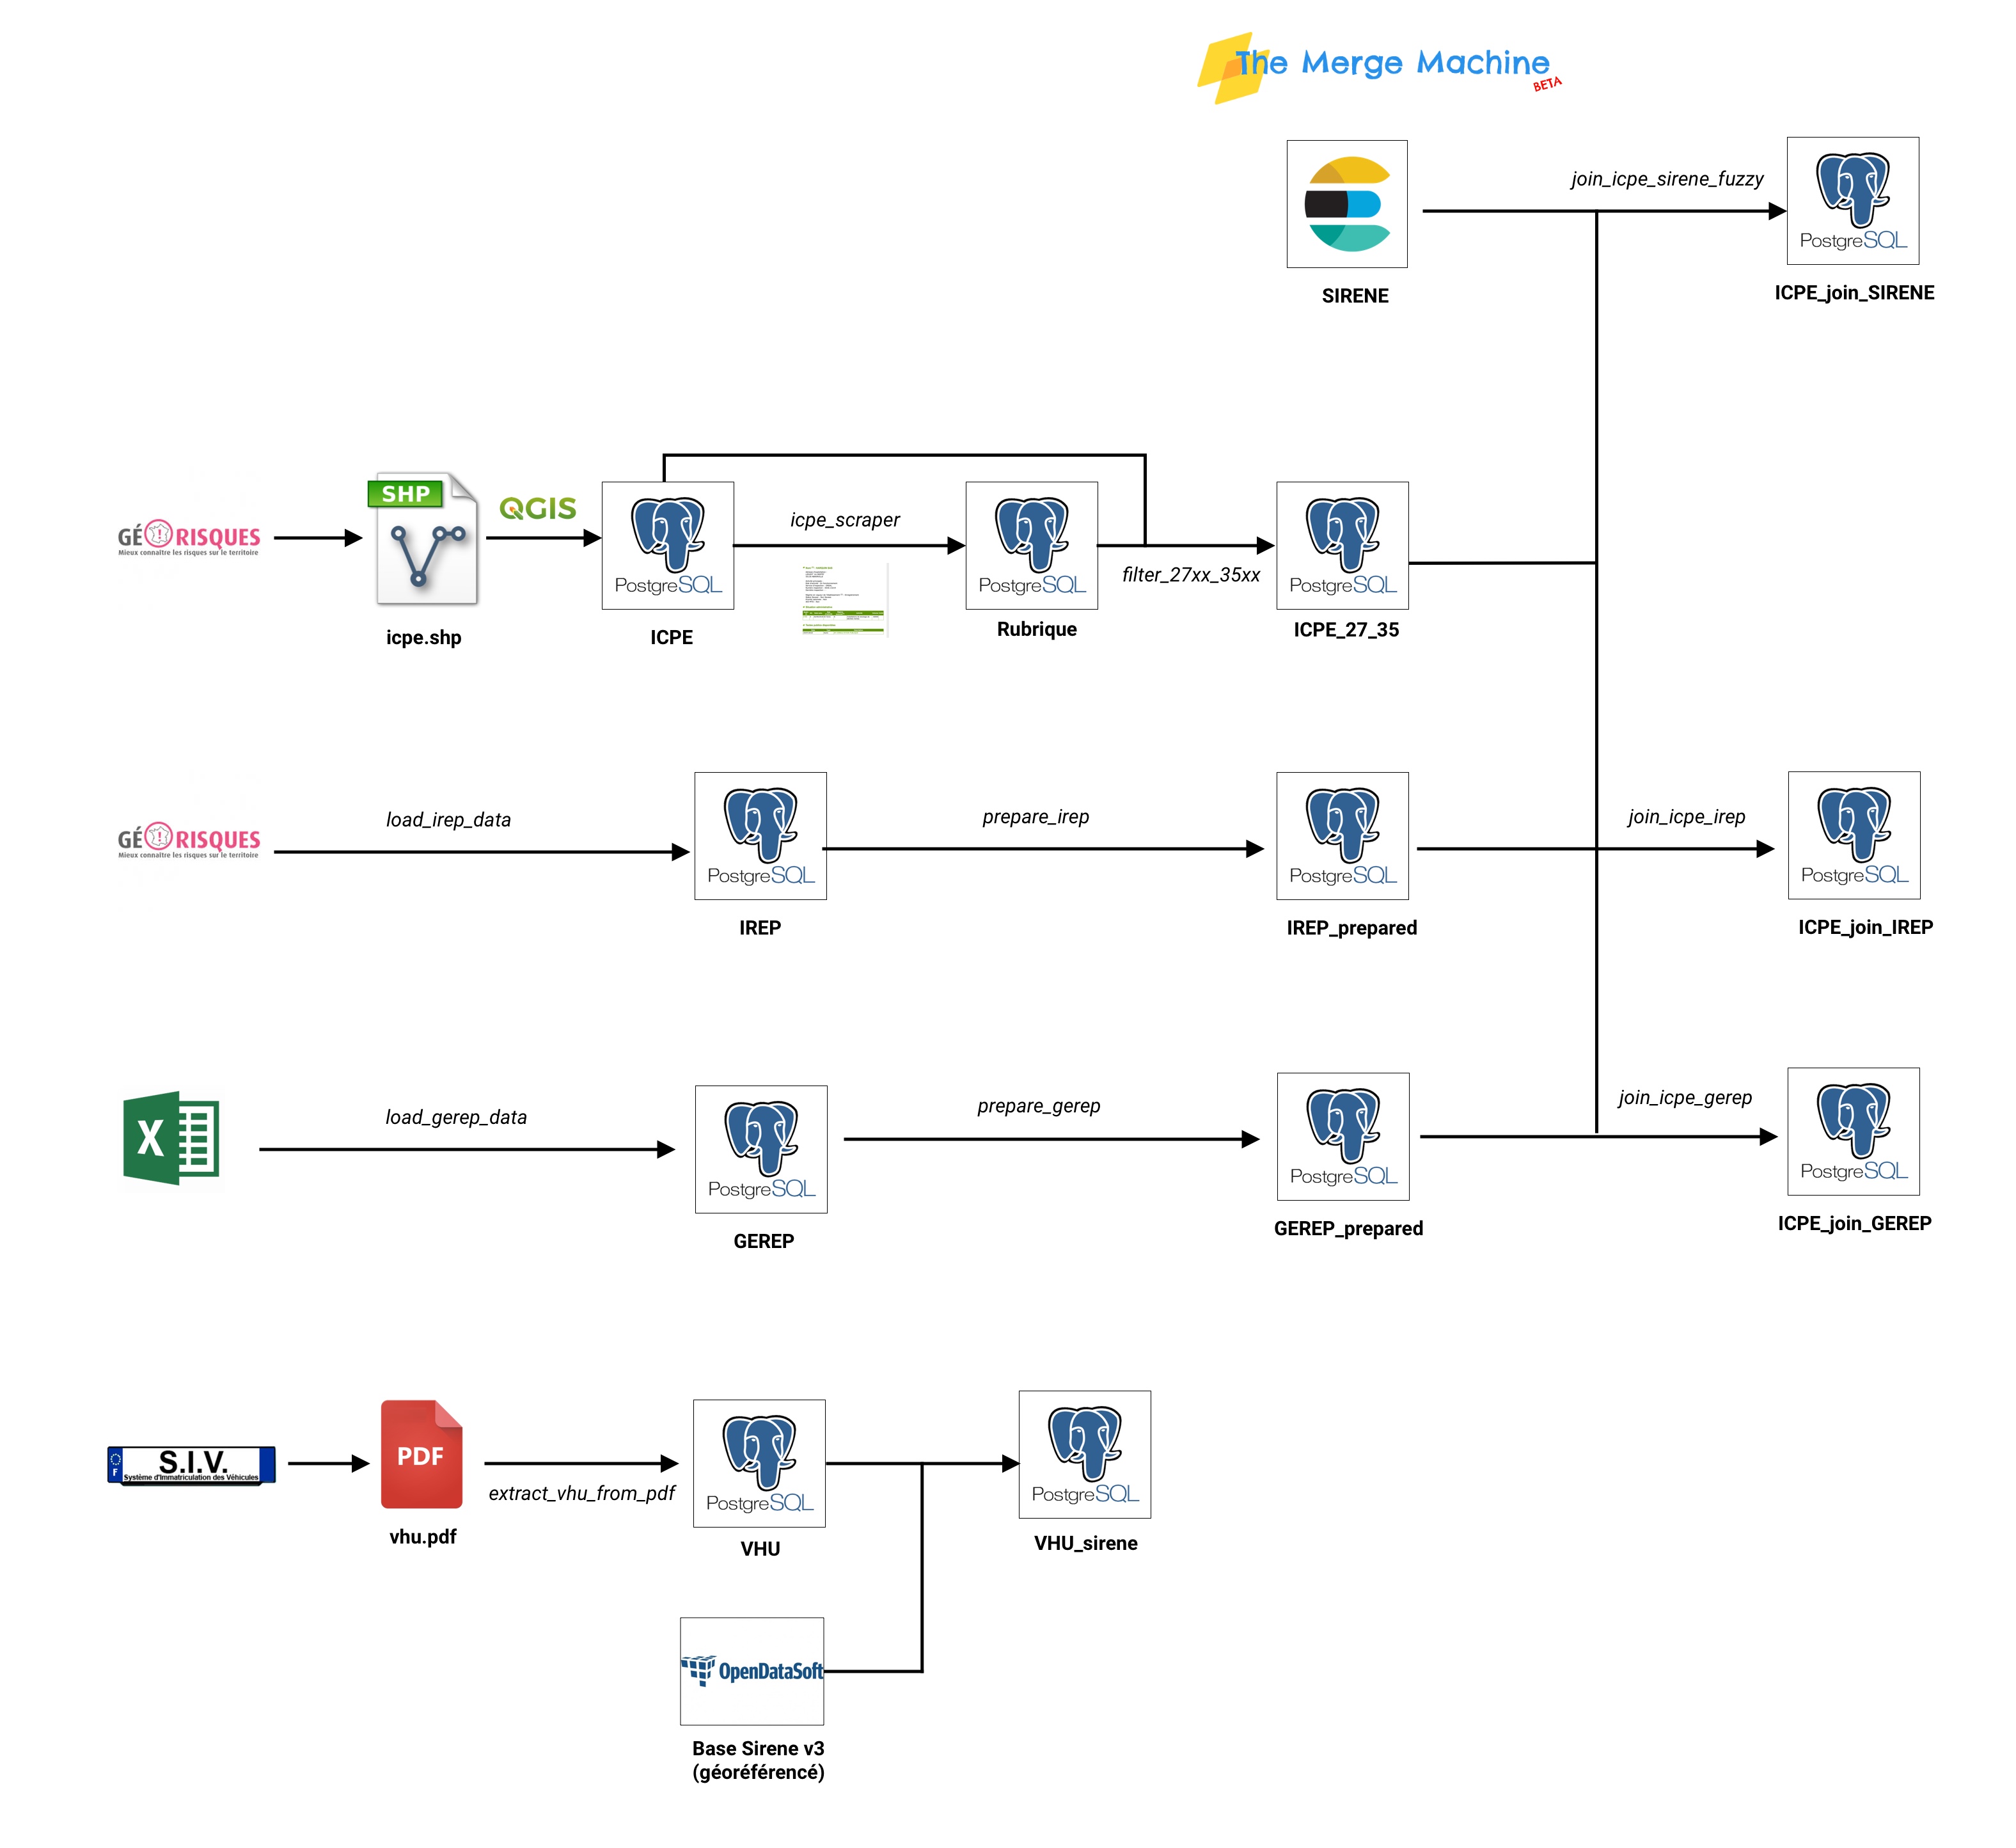 The Merge Machine
BETA
join_icpe_sirene_fuzzy
PostgreSQL
SIRENE
ICPE_join_SIRENE
SHP
QGIS
GÉORISQUES
Mieux connaître les risques sur le territoire
icpe_scraper
PostgreSQL
PostgreSQL
filter_27xx_35xx
PostgreSQL
icpe.shp
ICPE
Rubrique
ICPE_27_35
GÉORISQUES
Mieux connaître les risques sur le territoire
load_irep_data
prepare_irep
join_icpe_irep
PostgreSQL
PostgreSQL
PostgreSQL
IREP
IREP_prepared
ICPE_join_IREP
X
load_gerep_data
prepare_gerep
join_icpe_gerep
PostgreSQL
PostgreSQL
PostgreSQL
GEREP
GEREP_prepared
ICPE_join_GEREP
F
S.I.V.
Système d'Immatriculation des Véhicules
PDF
extract_vhu_from_pdf
PostgreSQL
PostgreSQL
vhu.pdf
VHU
VHU_sirene
OpenDataSoft
Base Sirene v3
(géoréférencé)